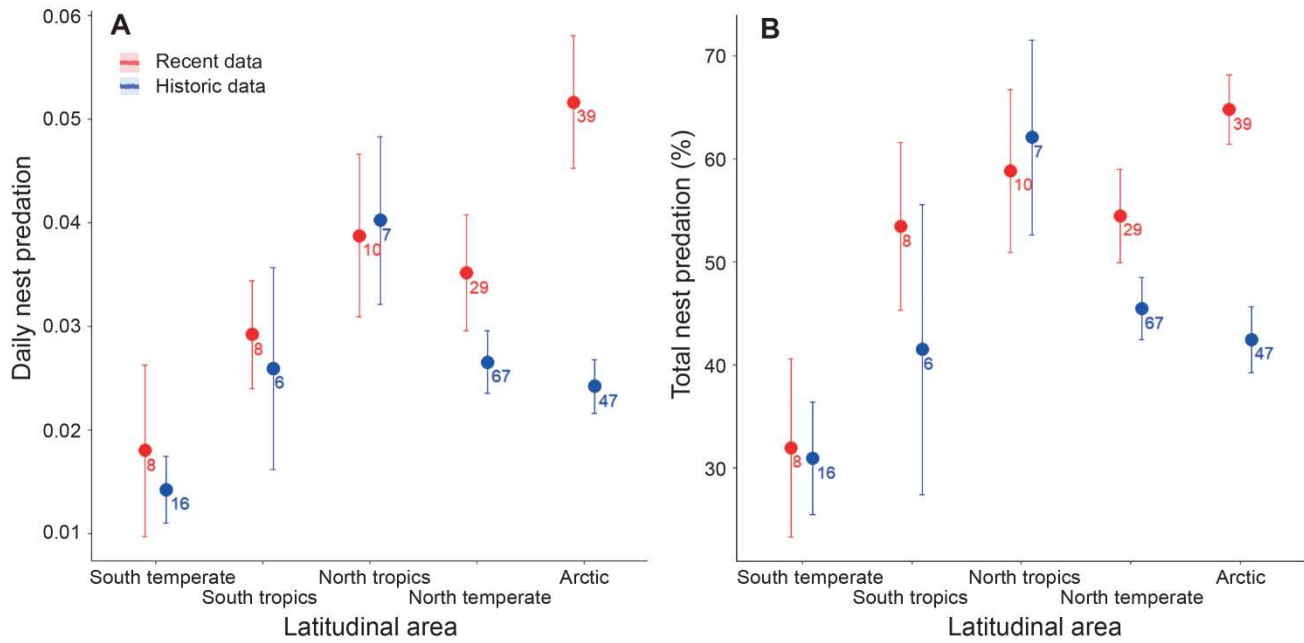 A
Recent data
Historic data
Daily nest predation
0.06
0.05
0.04
0.03
0.02
0.01
8
16
8
6
10
7
29
67
39
47
South temperate
North tropics
Arctic
South tropics
North temperate
Latitudinal area
B
Total nest predation (%)
70
60
50
40
30
8
16
8
6
10
7
29
67
39
47
South temperate
North tropics
Arctic
South tropics
North temperate
Latitudinal area